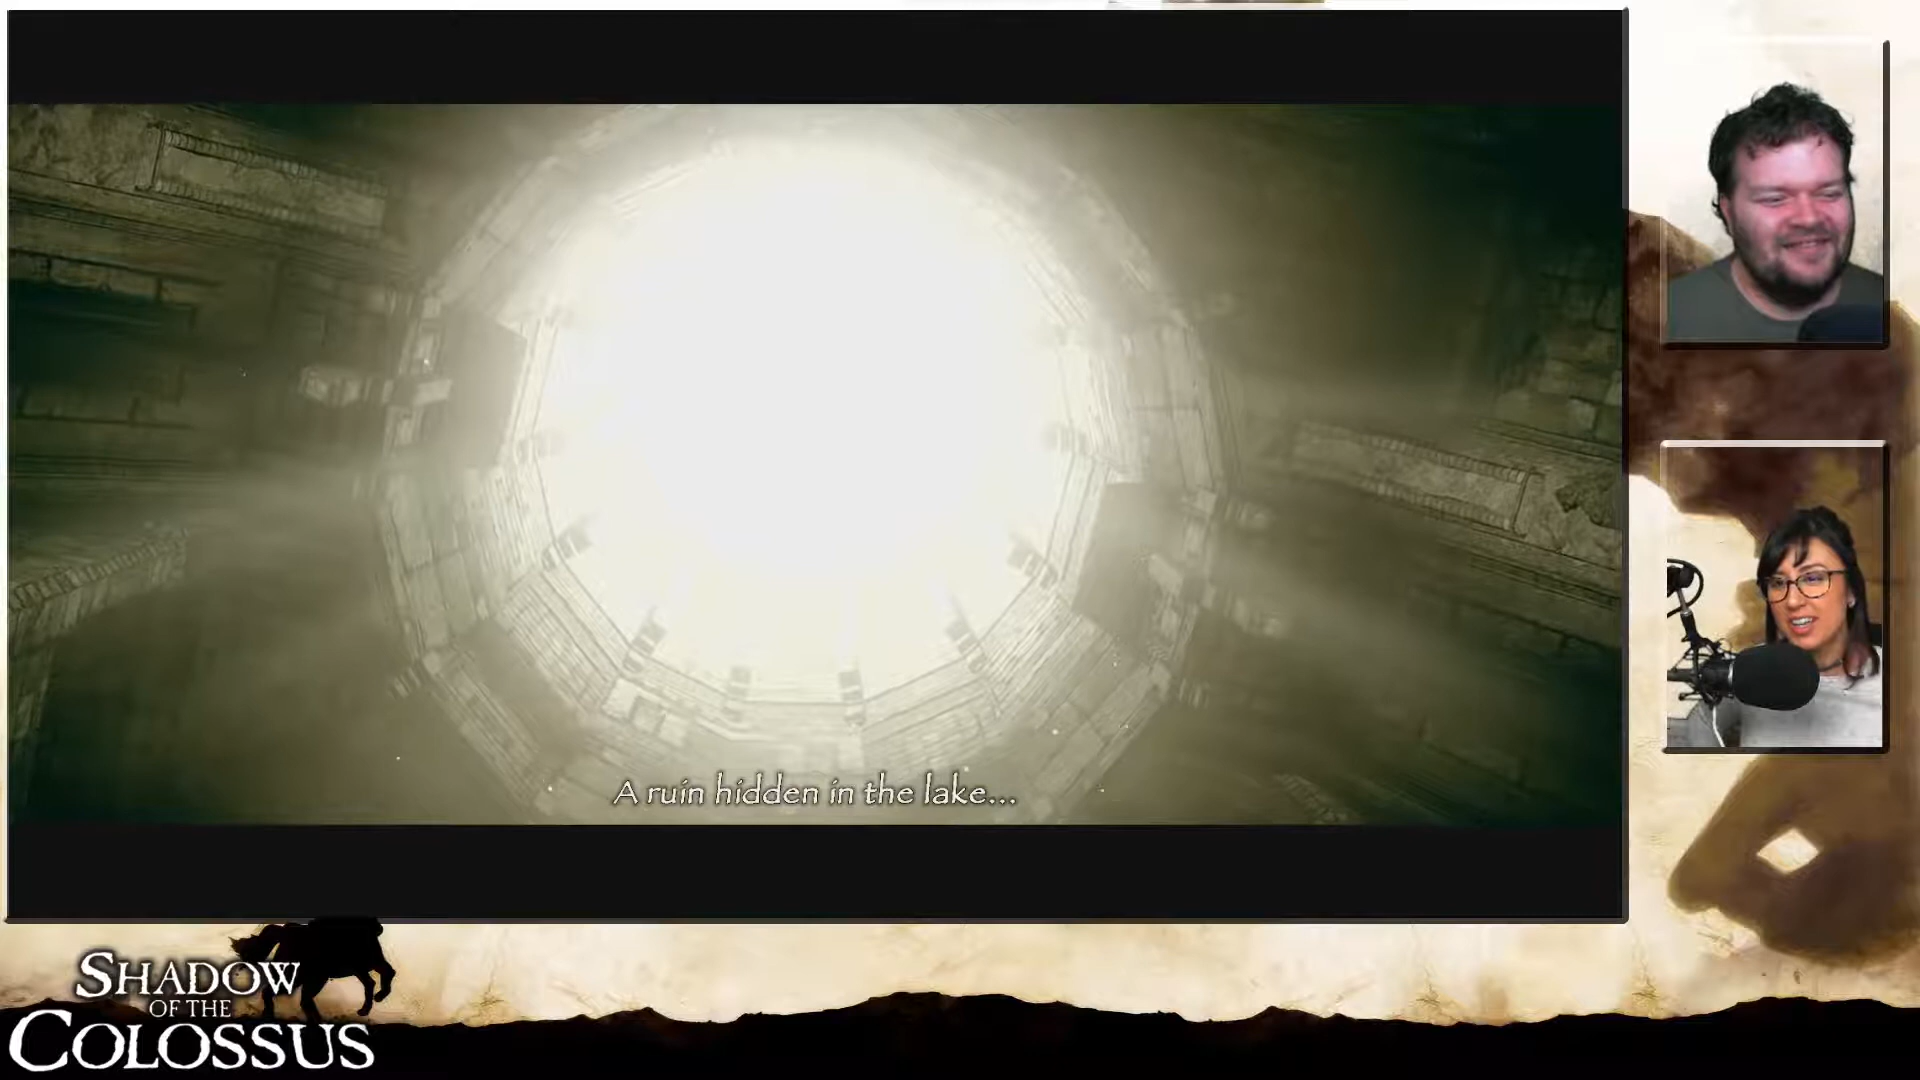 A ruin hidden in the lake...
SHADOW
OF THE
COLOSSUS